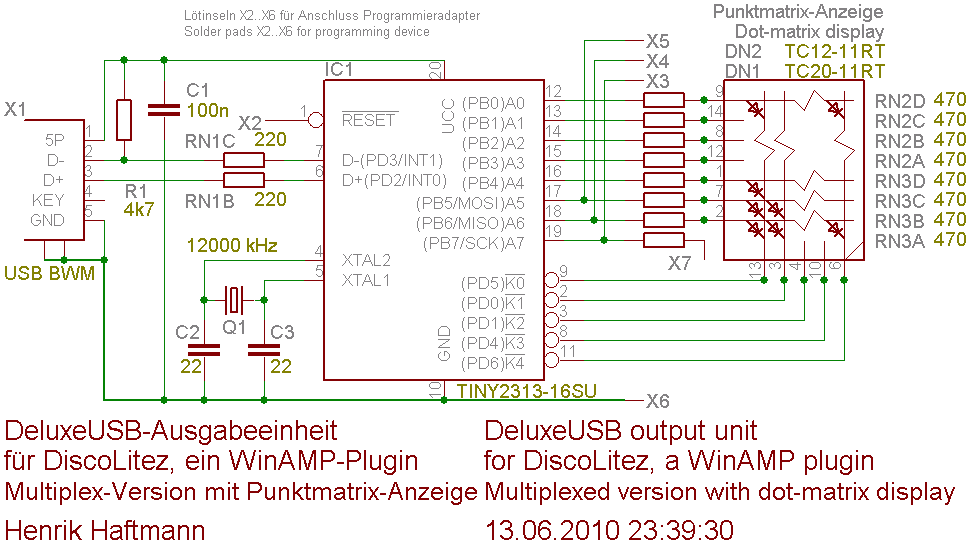 Lötinseln X2..X6 für Anschluss Programmieradapter
Solder pads X2..X6 for programming device
Punktmatrix-Anzeige
Dot-matrix display
DN2 TC12-11RT
DN1 TC20-11RT
X5
X4
X3
IC1
20
UCC
C1
100n
X1
5P
D-
D+
KEY
GND
1
2
3
4
5
USB BWM
R1
4k7
X2
1
RESET
RN1C
220
RN1B
220
7
6
D-(PD3/INT1)
D+(PD2/INT0)
12000 kHz
4
5
XTAL2
XTAL1
Q1
C2
22
C3
22
(PB0)A0
(PB1)A1
(PB2)A2
(PB3)A3
(PB4)A4
(PB5/MOSI)A5
(PB6/MISO)A6
(PB7/SCK)A7
12
13
14
15
16
17
18
19
(PD5)K0
(PD0)K1
(PD1)K2
(PD4)K3
(PD6)K4
9
2
3
8
11
GND
10
TINY2313-16SU
9
14
8
12
1
7
2
RN2D 470
RN2C 470
RN2B 470
RN2A 470
RN3D 470
RN3C 470
RN3B 470
RN3A 470
X7
13
3
4
10
6
X6
DeluxeUSB-Ausgabeeinheit
für DiscoLitez, ein WinAMP-Plugin
Multiplex-Version mit Punktmatrix-Anzeige
Henrik Haftmann
DeluxeUSB output unit
for DiscoLitez, a WinAMP plugin
Multiplexed version with dot-matrix display
13.06.2010 23:39:30